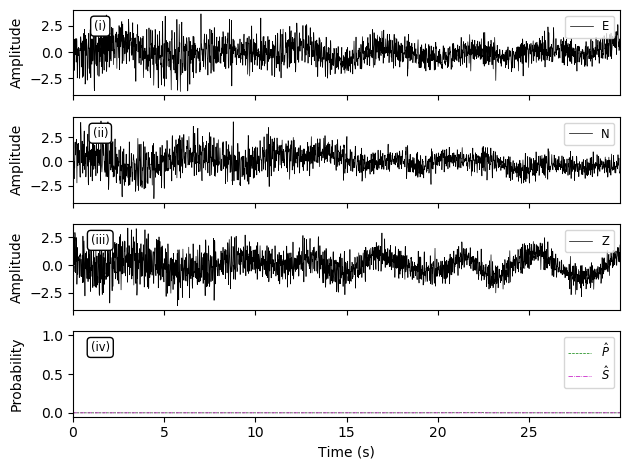 (i)
E
Amplitude
2.5
0.0
−2.5
(ii)
N
Amplitude
2.5
0.0
−2.5
(iii)
Z
Amplitude
2.5
0.0
−2.5
(iv)
P̂
Ŝ
Probability
1.0
0.5
0.0
0 5 10 15 20 25
Time (s)